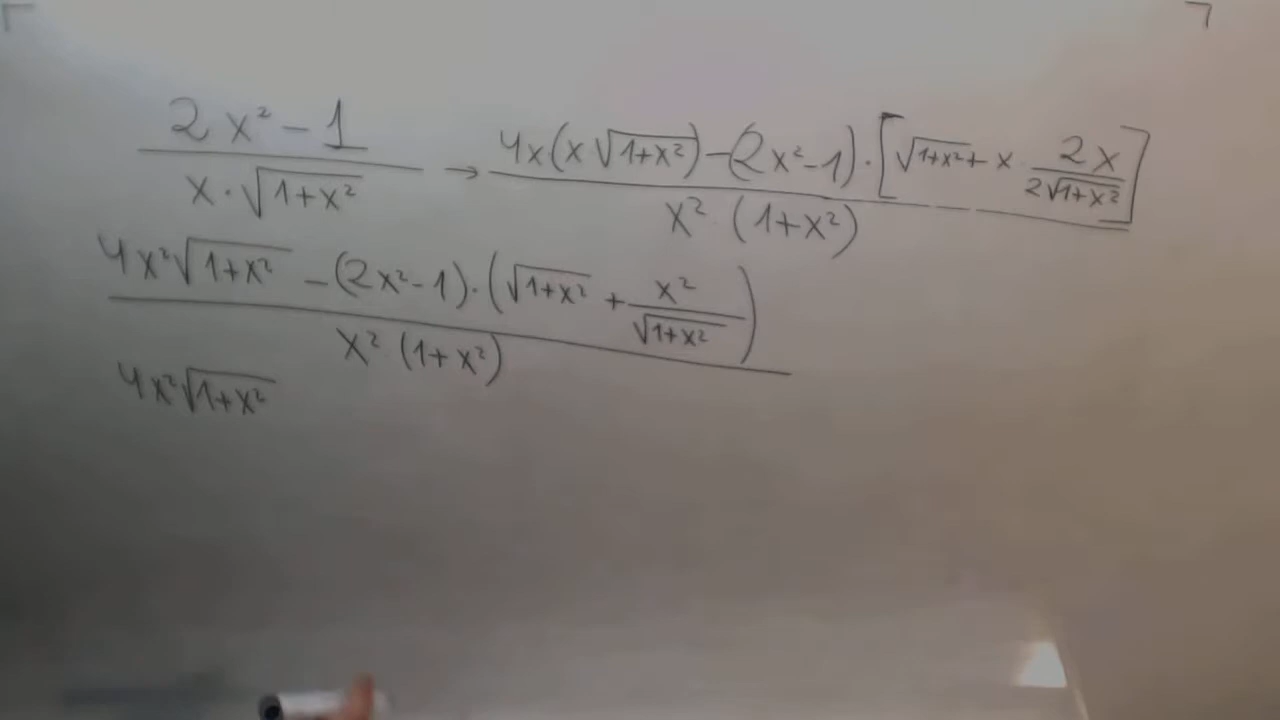 (2x² - 1)/(x · √(1+x²)) → (4x(x√(1+x²)) - (2x²-1) · [√(1+x²) + x · 2x/(2√(1+x²))])/(x² (1+x²))
(4x²√(1+x²) - (2x²-1) · (√(1+x²) + x²/√(1+x²)))/(x² (1+x²))
4x²√(1+x²)